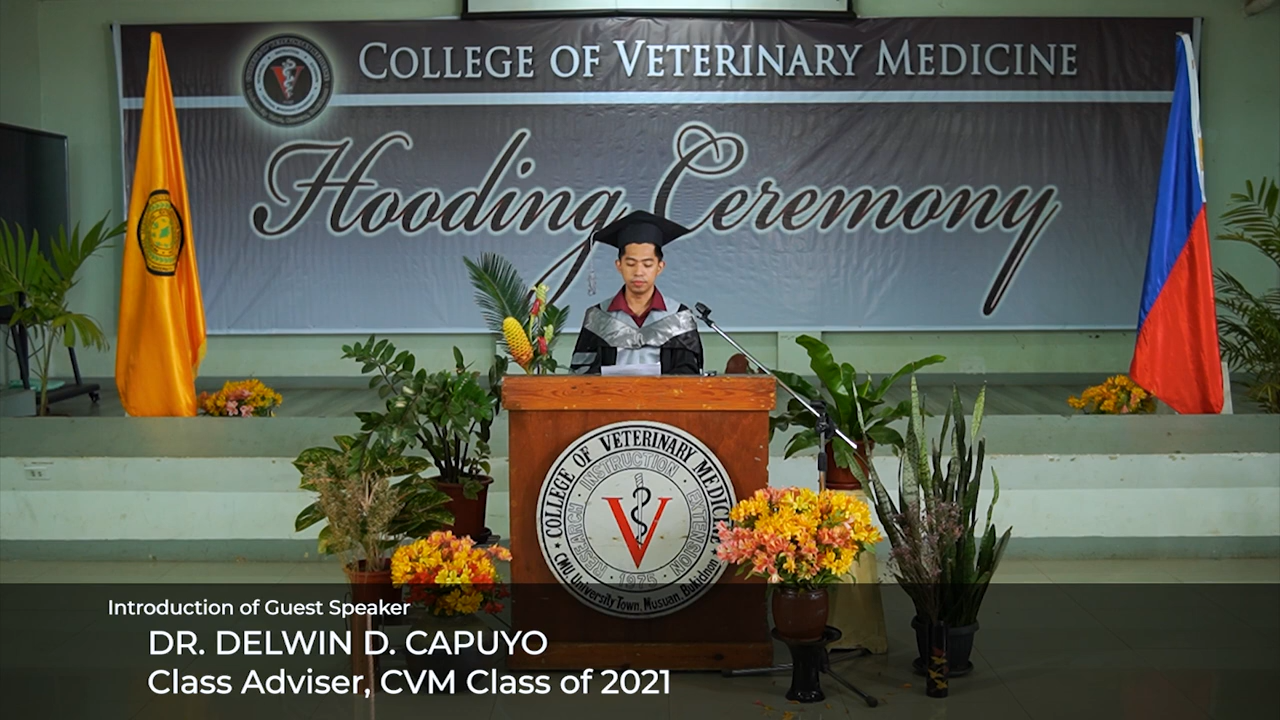 COLLEGE OF VETERINARY MEDICINE
Hooding Ceremony
COLLEGE OF VETERINARY MEDICINE
INSTRUCTION
RESEARCH
EXTENSION
V
1975
CMU, University Town, Musuan, Bukidnon
Introduction of Guest Speaker
DR. DELWIN D. CAPUYO
Class Adviser, CVM Class of 2021